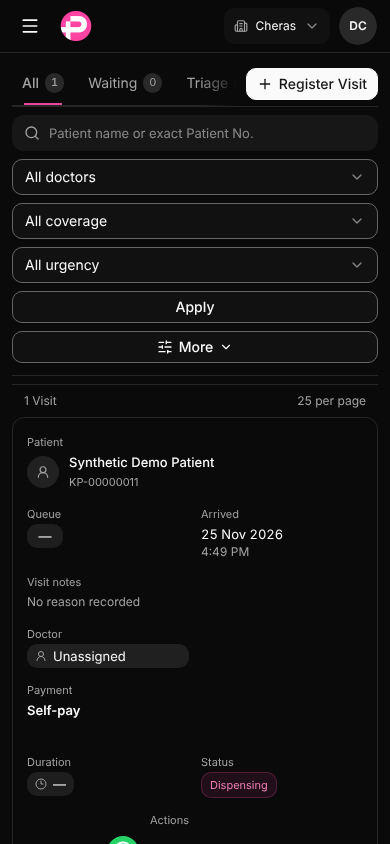 Cheras
DC
All 1
Waiting 0
Triage
+ Register Visit
Patient name or exact Patient No.
All doctors
All coverage
All urgency
Apply
More
1 Visit
25 per page
Patient
Synthetic Demo Patient
KP-00000011
Queue
—
Arrived
25 Nov 2026
4:49 PM
Visit notes
No reason recorded
Doctor
Unassigned
Payment
Self-pay
Duration
—
Status
Dispensing
Actions